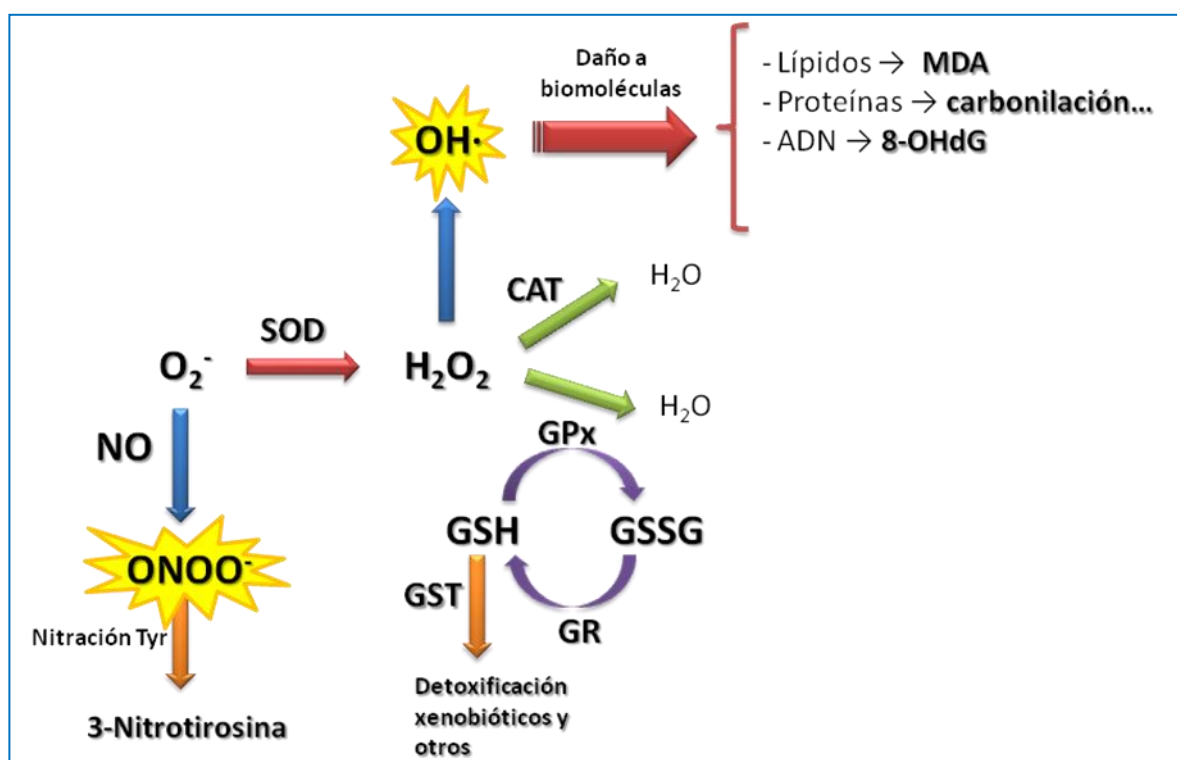 Daño a
biomoléculas
- Lípidos → MDA
- Proteínas → carbonilación...
- ADN → 8-OHdG
OH·
CAT
H₂O
SOD
O₂⁻
H₂O₂
H₂O
NO
GPx
ONOO⁻
GSH
GSSG
GST
GR
Nitración Tyr
3-Nitrotirosina
Detoxificación
xenobióticos y
otros